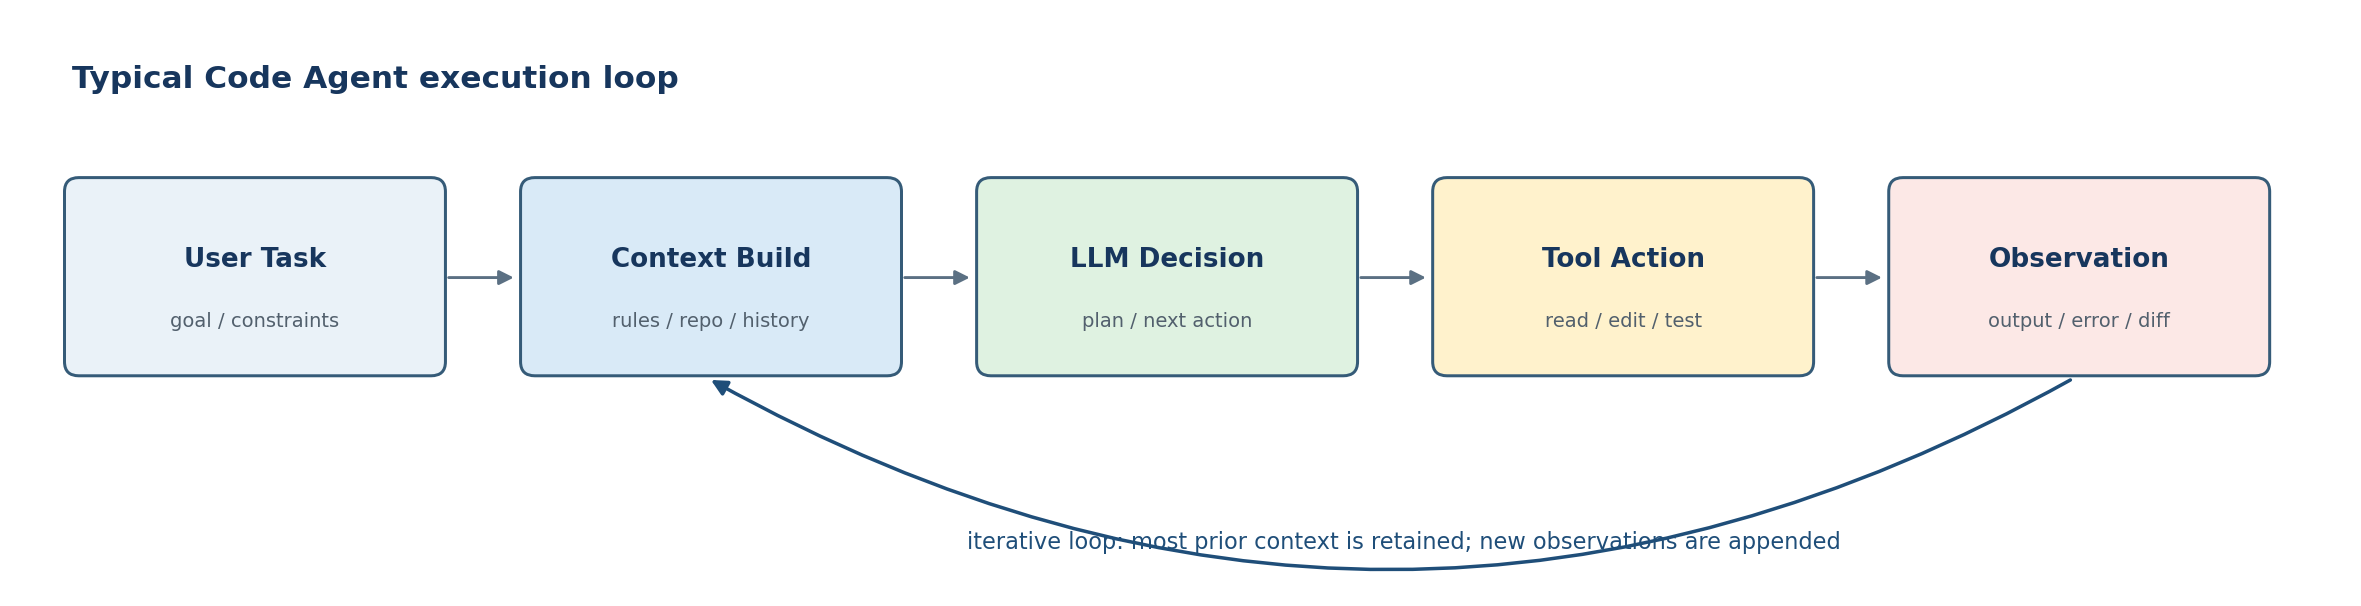 Typical Code Agent execution loop
User Task
goal / constraints
Context Build
rules / repo / history
LLM Decision
plan / next action
Tool Action
read / edit / test
Observation
output / error / diff
iterative loop: most prior context is retained; new observations are appended